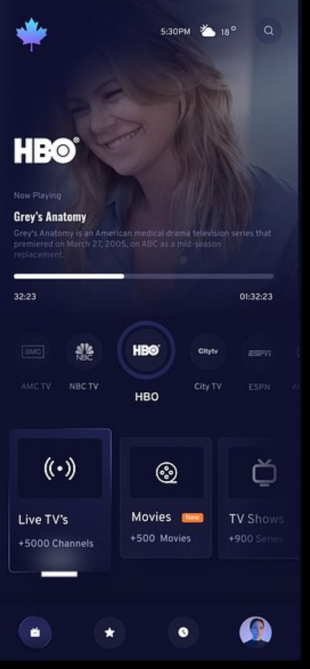 5:30PM 18°
HBO®
Now Playing
Grey's Anatomy
Grey's Anatomy is an American medical drama television series that
premiered on March 27, 2005, on ABC as a mid-season
replacement.
32:23 01:32:23
aMC NBC HBO Citytv ESPN
AMC TV NBC TV HBO City TV ESPN
Live TV's
+5000 Channels
Movies New
+500 Movies
TV Shows
+900 Series